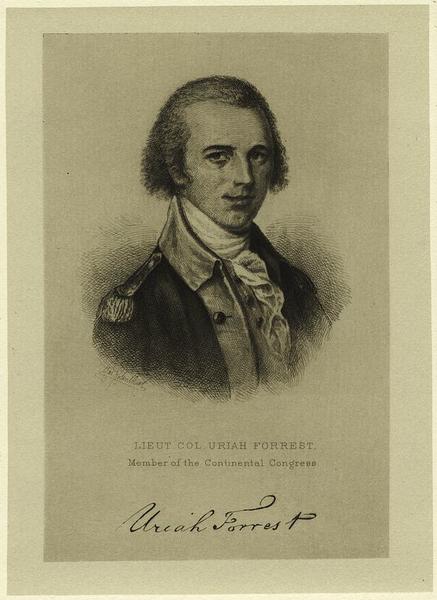 LIEUT COL. URIAH FORREST.
Member of the Continental Congress
Uriah Forrest